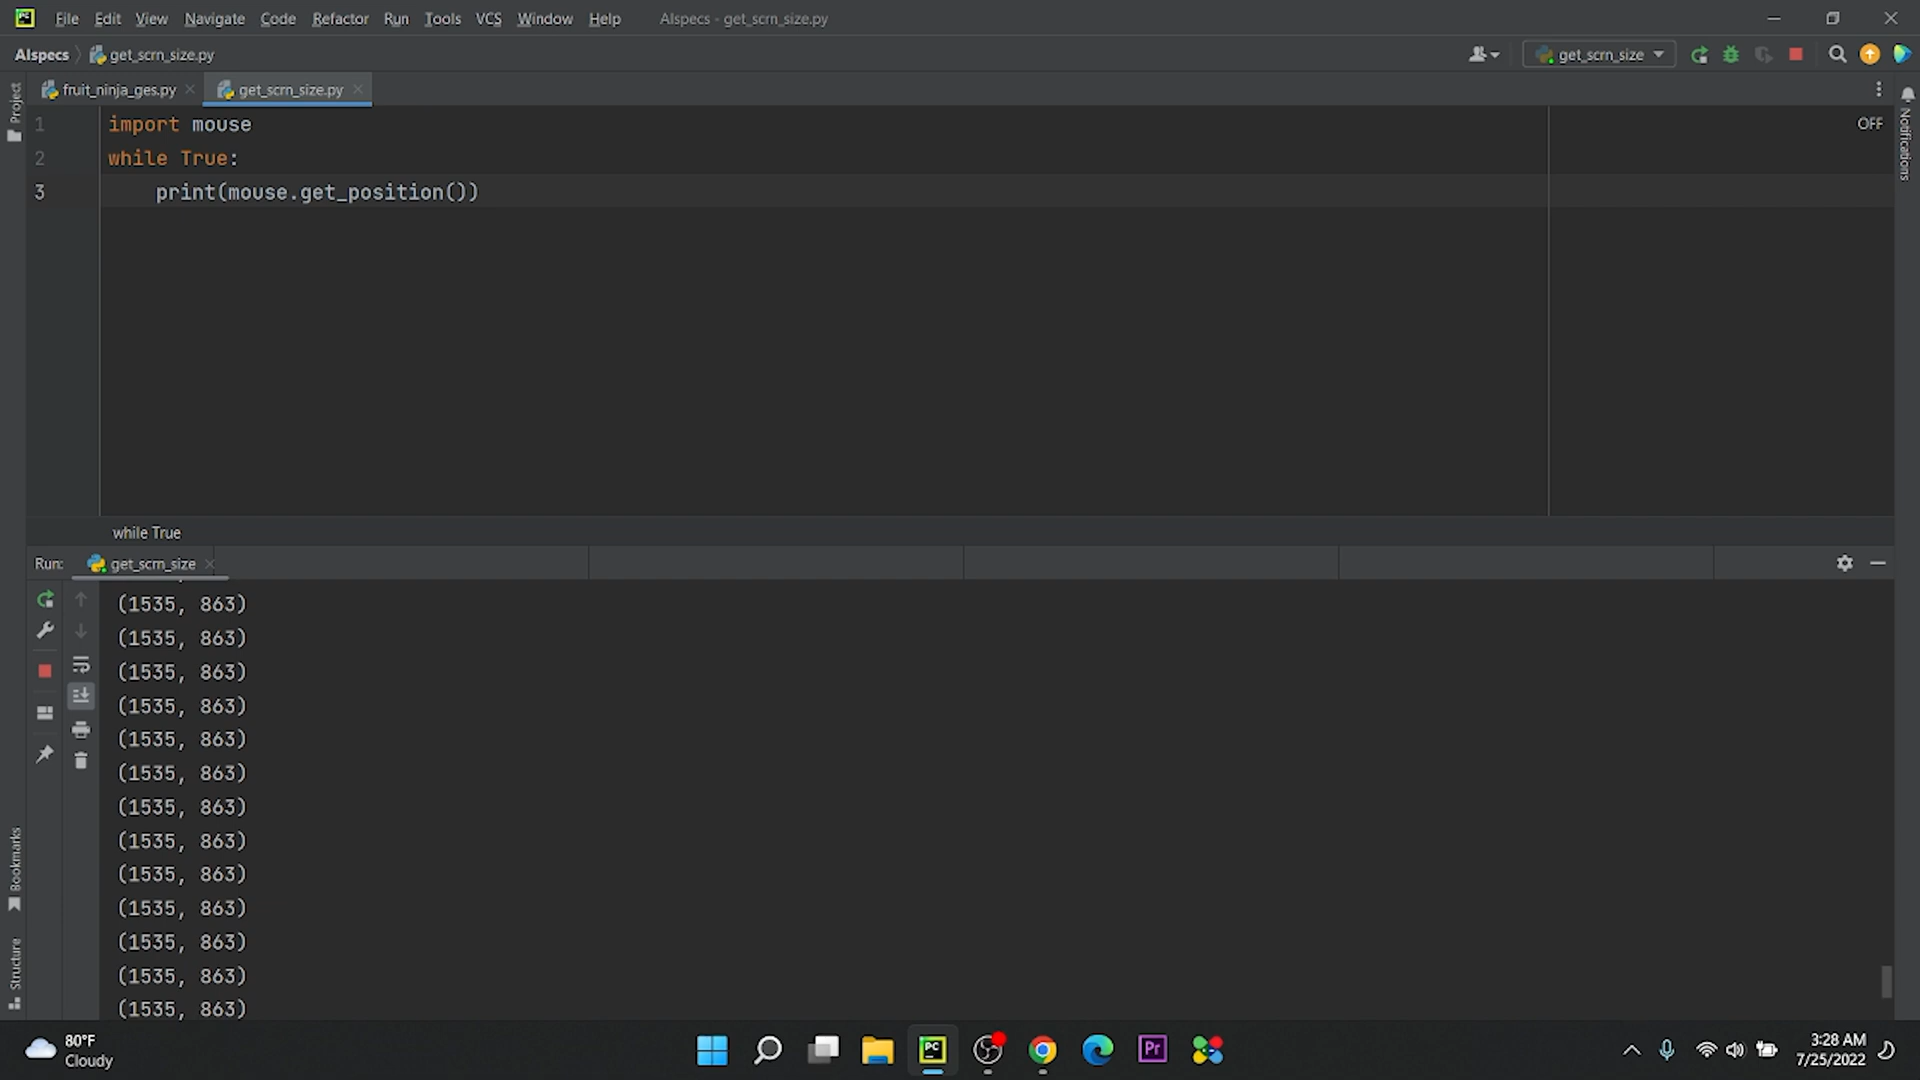 PC File Edit View Navigate Code Refactor Run Tools VCS Window Help AIspecs - get_scrn_size.py
AIspecs get_scrn_size.py get_scrn_size
Project fruit_ninja_ges.py get_scrn_size.py
1 import mouse OFF
2 while True:
3 print(mouse.get_position())
Notifications
while True
Run: get_scrn_size
(1535, 863)
(1535, 863)
(1535, 863)
(1535, 863)
(1535, 863)
(1535, 863)
(1535, 863)
(1535, 863)
(1535, 863)
(1535, 863)
(1535, 863)
(1535, 863)
(1535, 863)
Bookmarks
Structure
80°F
Cloudy
PC
Pr
3:28 AM
7/25/2022